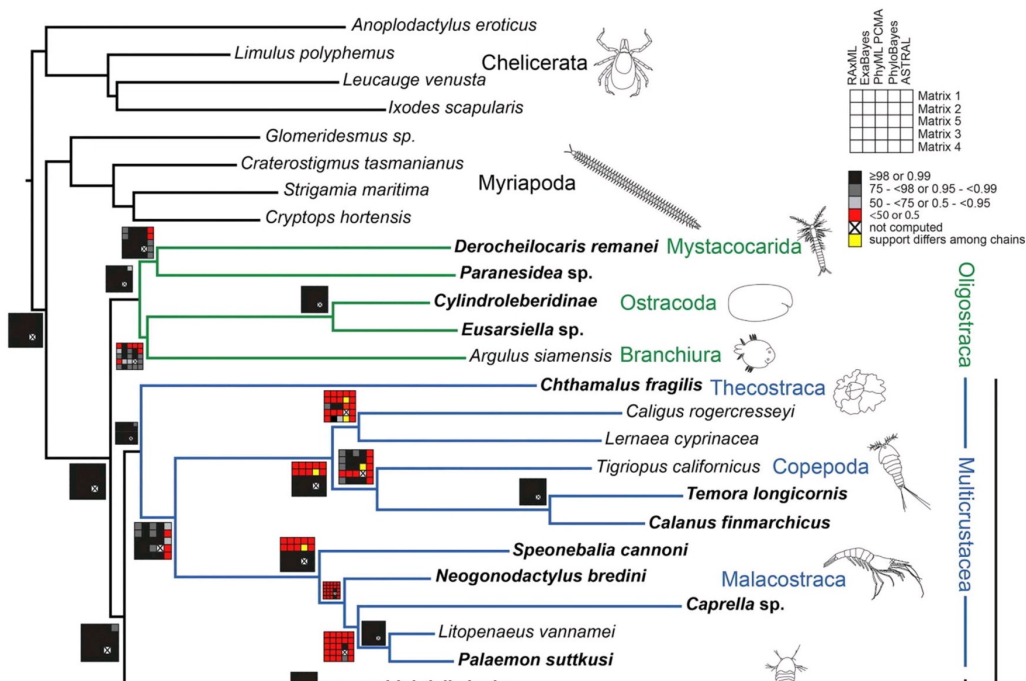 Anoplodactylus eroticus
Limulus polyphemus
Chelicerata
Leucauge venusta
Ixodes scapularis
RAxML
ExaBayes
PhyML PCMA
PhyloBayes
ASTRAL
Matrix 1
Matrix 2
Matrix 5
Matrix 3
Matrix 4
Glomeridesmus sp.
Craterostigmus tasmanianus
Myriapoda
Strigamia maritima
Cryptops hortensis
≥98 or 0.99
75 - <98 or 0.95 - <0.99
50 - <75 or 0.5 - <0.95
<50 or 0.5
not computed
support differs among chains
Derocheilocaris remanei Mystacocarida
Paranesidea sp.
Cylindroleberidinae
Ostracoda
Eusarsiella sp.
Argulus siamensis Branchiura
Oligostraca
Chthamalus fragilis Thecostraca
Caligus rogercresseyi
Lernaea cyprinacea
Tigriopus californicus Copepoda
Temora longicornis
Calanus finmarchicus
Multicrustacea
Speonebalia cannoni
Neogonodactylus bredini
Malacostraca
Caprella sp.
Litopenaeus vannamei
Palaemon suttkusi